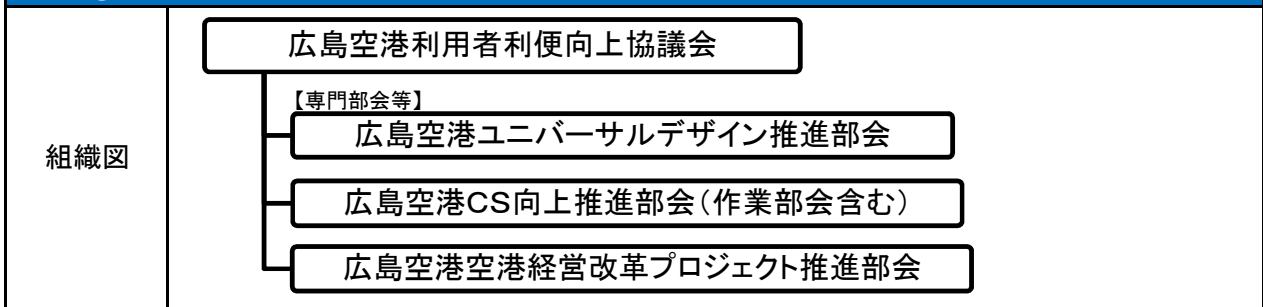 広島空港利用者利便向上協議会
【専門部会等】
広島空港ユニバーサルデザイン推進部会
組織図
広島空港CS向上推進部会（作業部会含む）
広島空港空港経営改革プロジェクト推進部会